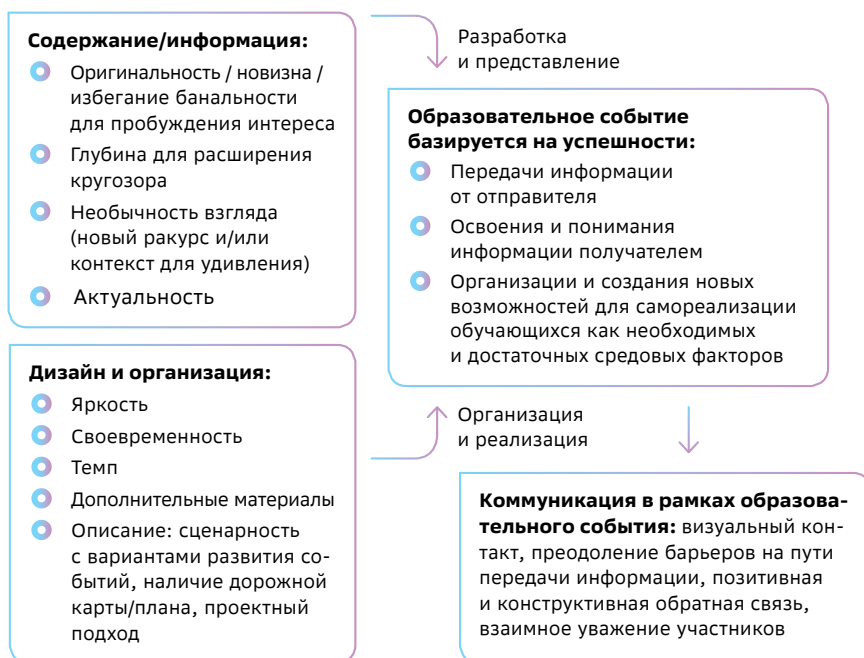 Содержание/информация:
Оригинальность / новизна /
избегание банальности
для пробуждения интереса
Глубина для расширения
кругозора
Необычность взгляда
(новый ракурс и/или
контекст для удивления)
Актуальность
Разработка
и представление
Образовательное событие
базируется на успешности:
Передачи информации
от отправителя
Освоения и понимания
информации получателем
Организации и создания новых
возможностей для самореализации
обучающихся как необходимых
и достаточных средовых факторов
Дизайн и организация:
Яркость
Своевременность
Темп
Дополнительные материалы
Описание: сценарность
с вариантами развития со-
бытий, наличие дорожной
карты/плана, проектный
подход
Организация
и реализация
Коммуникация в рамках образова-
тельного события: визуальный кон-
такт, преодоление барьеров на пути
передачи информации, позитивная
и конструктивная обратная связь,
взаимное уважение участников